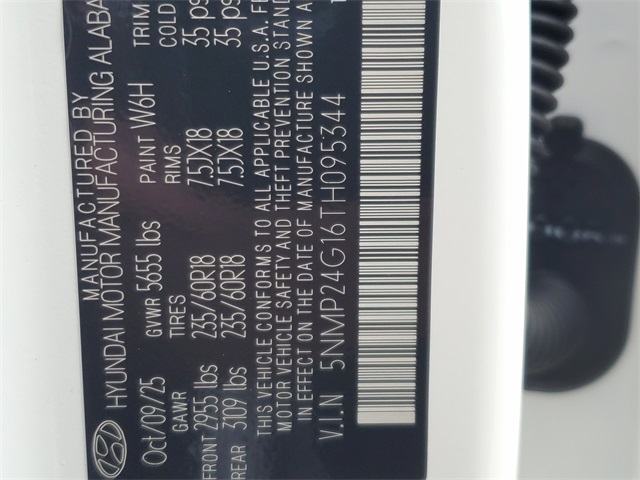 MANUFACTURED BY
HYUNDAI MOTOR MANUFACTURING ALABA
Oct/09/25 GVWR 5655 lbs PAINT W6H TRIM
GAWR TIRES RIMS COLD
FRONT 2955 lbs 235/60R18 7.5JX18 35 ps
REAR 3109 lbs 235/60R18 7.5JX18 35 ps
THIS VEHICLE CONFORMS TO ALL APPLICABLE U.S.A. FE
MOTOR VEHICLE SAFETY AND THEFT PREVENTION STAND
IN EFFECT ON THE DATE OF MANUFACTURE SHOWN A
V.I.N 5NMP24G16TH095344